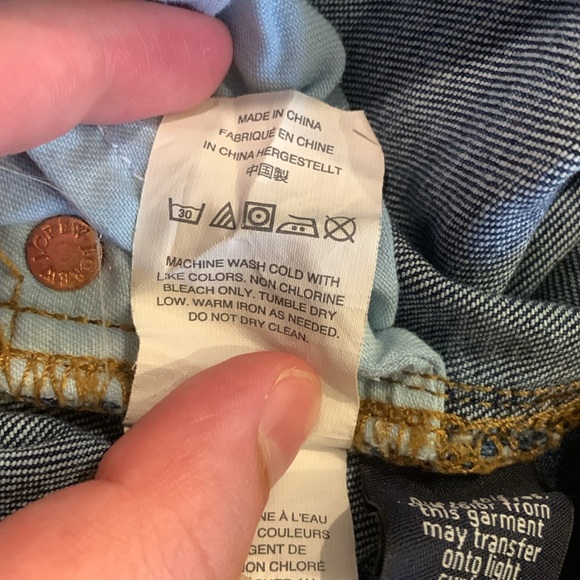 MADE IN CHINA
FABRIQUÉ EN CHINE
IN CHINA HERGESTELLT
中国製
30
MACHINE WASH COLD WITH
LIKE COLORS. NON CHLORINE
BLEACH ONLY. TUMBLE DRY
LOW. WARM IRON AS NEEDED.
DO NOT DRY CLEAN.
J.CREW
NE À L'EAU
COULEURS
GENT DE
ON CHLORÉ
from
this garment
may transfer
onto light